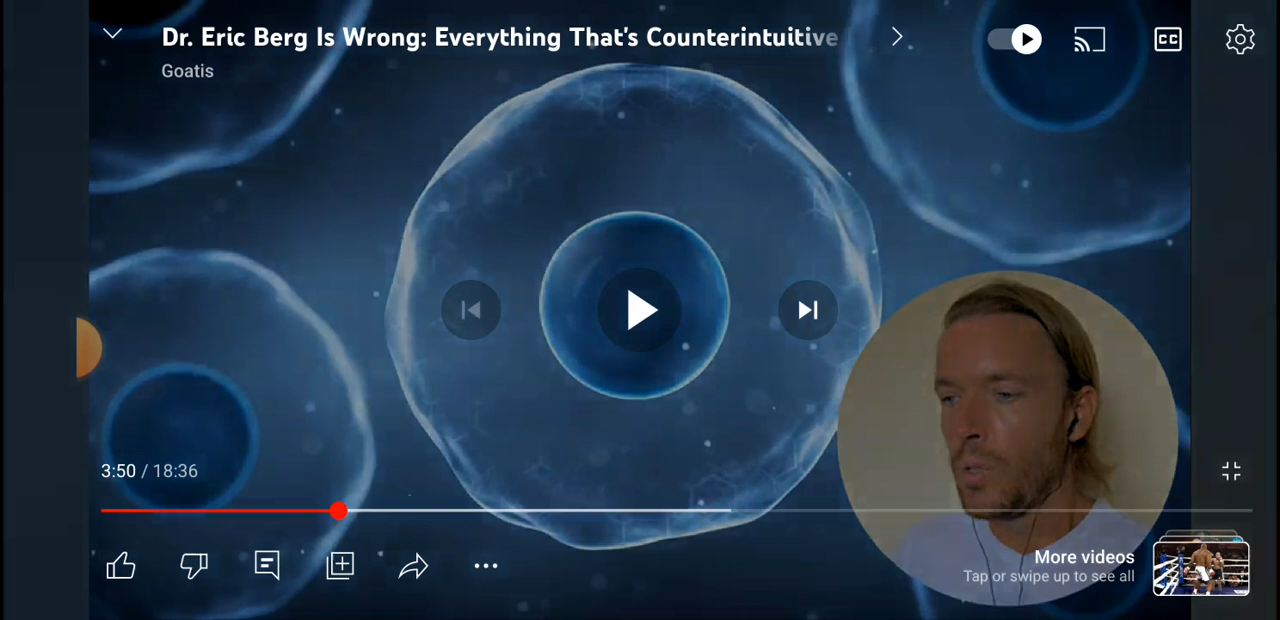 Dr. Eric Berg Is Wrong: Everything That's Counterintuitive
Goatis
CC
3:50 / 18:36
More videos
Tap or swipe up to see all